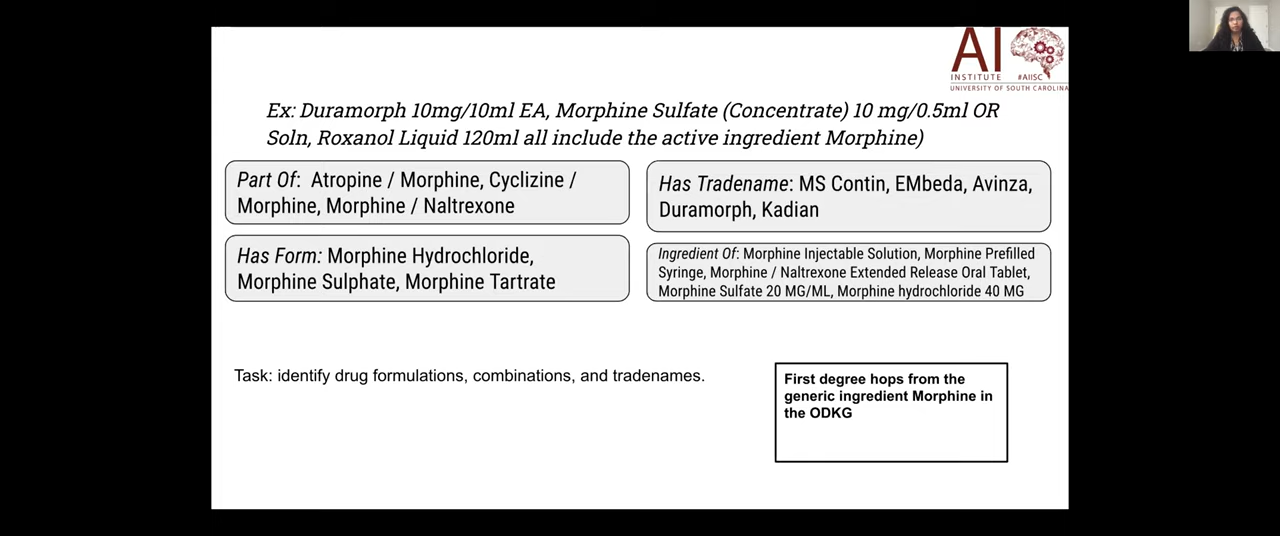 AI
INSTITUTE #AIISC
UNIVERSITY OF SOUTH CAROLINA
Ex: Duramorph 10mg/10ml EA, Morphine Sulfate (Concentrate) 10 mg/0.5ml OR
Soln, Roxanol Liquid 120ml all include the active ingredient Morphine)
Part Of: Atropine / Morphine, Cyclizine /
Morphine, Morphine / Naltrexone
Has Tradename: MS Contin, EMbeda, Avinza,
Duramorph, Kadian
Has Form: Morphine Hydrochloride,
Morphine Sulphate, Morphine Tartrate
Ingredient Of: Morphine Injectable Solution, Morphine Prefilled
Syringe, Morphine / Naltrexone Extended Release Oral Tablet,
Morphine Sulfate 20 MG/ML, Morphine hydrochloride 40 MG
Task: identify drug formulations, combinations, and tradenames.
First degree hops from the
generic ingredient Morphine in
the ODKG